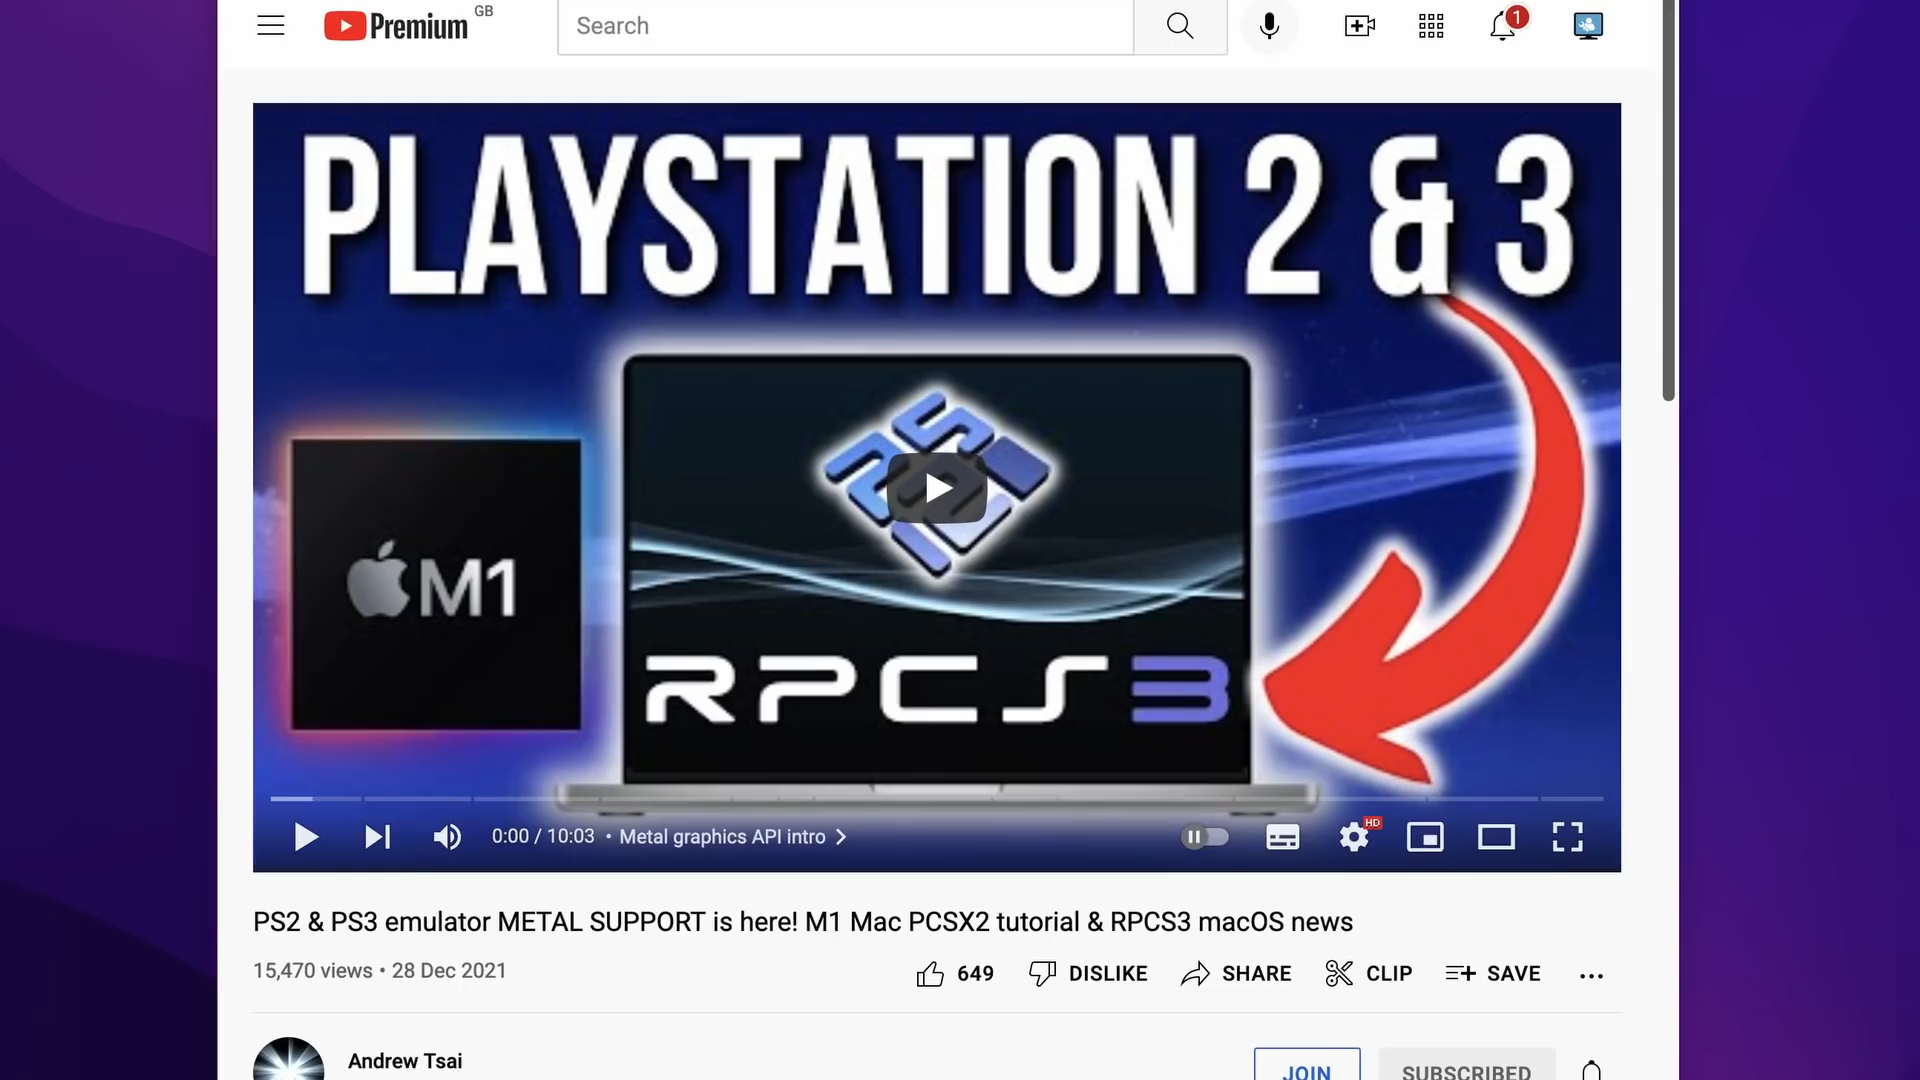 Premium GB
Search
1
PLAYSTATION 2 & 3
M1
RPCS3
0:00 / 10:03 • Metal graphics API intro
HD
PS2 & PS3 emulator METAL SUPPORT is here! M1 Mac PCSX2 tutorial & RPCS3 macOS news
15,470 views • 28 Dec 2021
649
DISLIKE
SHARE
CLIP
SAVE
Andrew Tsai
JOIN
SUBSCRIBED